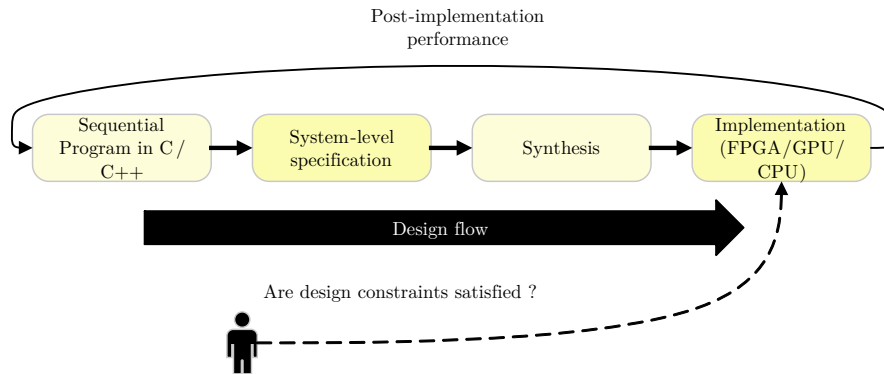 Post-implementation
performance
Sequential
Program in C/
C++
System-level
specification
Synthesis
Implementation
(FPGA/GPU/
CPU)
Design flow
Are design constraints satisfied ?